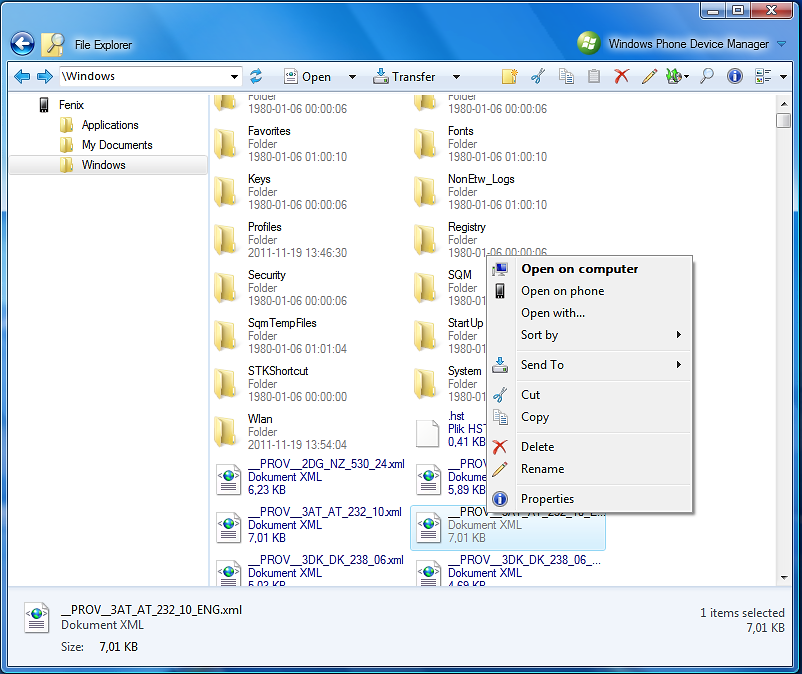 File Explorer
Windows Phone Device Manager
\Windows
Open
Transfer
Fenix
Applications
My Documents
Windows
Folder
1980-01-06 00:00:06
Folder
1980-01-06 00:00:06
Favorites
Folder
1980-01-06 01:00:10
Fonts
Folder
1980-01-06 01:00:10
Keys
Folder
1980-01-06 00:00:06
NonEtw_Logs
Folder
1980-01-06 01:00:10
Profiles
Folder
2011-11-19 13:46:30
Registry
Folder
1980-01-06 00:00:06
Security
Folder
1980-01-06 00:00:06
SQM
Folder
1980-01
SqmTempFiles
Folder
1980-01-06 01:01:04
StartUp
Folder
1980-01
STKShortcut
Folder
1980-01-06 00:00:00
System
Folder
1980-01
Wlan
Folder
2011-11-19 13:54:04
.hst
Plik HST
0,41 KB
__PROV__2DG_NZ_530_24.xml
Dokument XML
6,23 KB
__PROV
Dokume
5,89 KB
__PROV__3AT_AT_232_10.xml
Dokument XML
7,01 KB
__PROV__3AT_AT_232_10_E...
Dokument XML
7,01 KB
__PROV__3DK_DK_238_06.xml
Dokument XML
5,03 KB
__PROV__3DK_DK_238_06_...
Dokument XML
4,69 KB
Open on computer
Open on phone
Open with...
Sort by
Send To
Cut
Copy
Delete
Rename
Properties
__PROV__3AT_AT_232_10_ENG.xml
Dokument XML
Size: 7,01 KB
1 items selected
7,01 KB